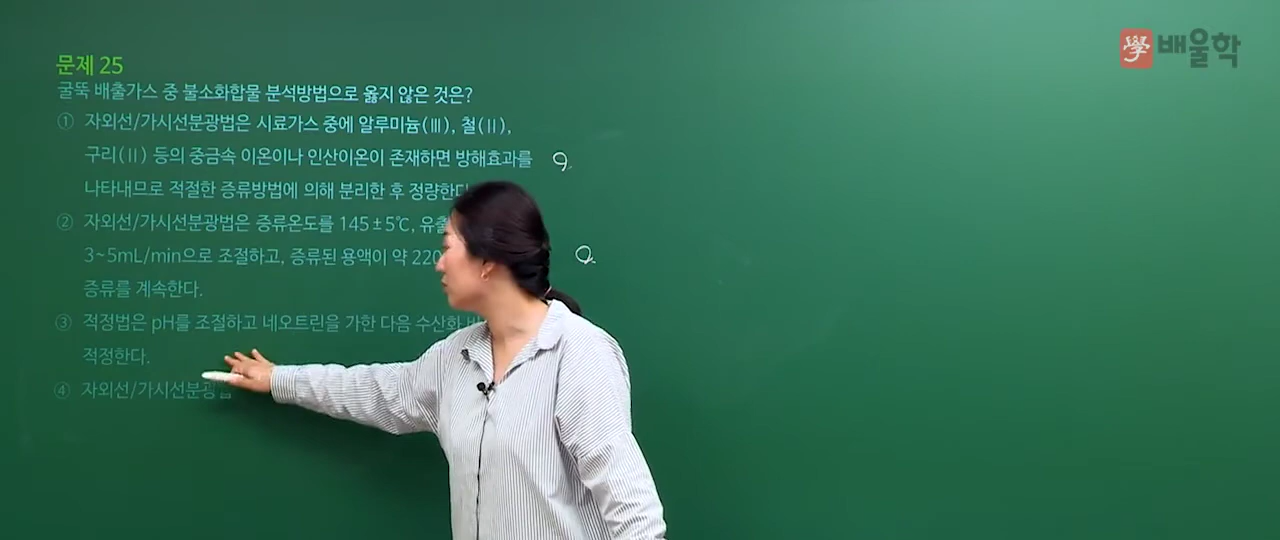 學 배울학
문제 25
굴뚝 배출가스 중 불소화합물 분석방법으로 옳지 않은 것은?
① 자외선/가시선분광법은 시료가스 중에 알루미늄(Ⅲ), 철(Ⅱ),
구리(Ⅱ) 등의 중금속 이온이나 인산이온이 존재하면 방해효과를
나타내므로 적절한 증류방법에 의해 분리한 후 정량한다
② 자외선/가시선분광법은 증류온도를 145±5℃,
3~5mL/min으로 조절하고, 증류된 용액이 약 220
증류를 계속한다.
③ 적정법은 pH를 조절하고 네오트린을 가한 다음 수산화
적정한다.
④ 자외선/가시선분광법